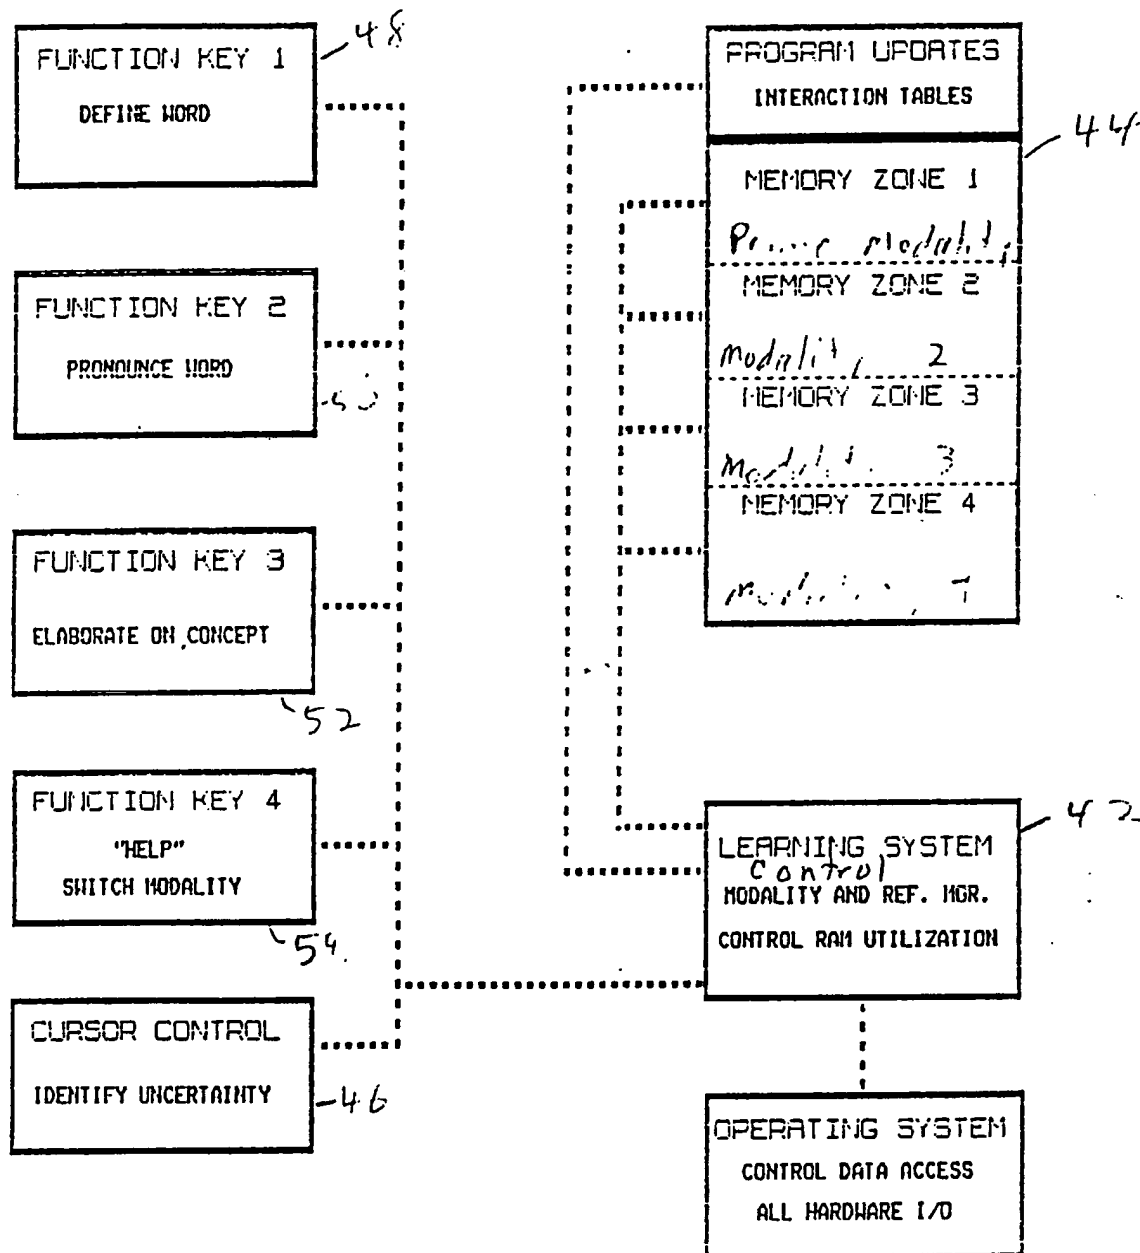 FUNCTION KEY 1
DEFINE WORD
48
FUNCTION KEY 2
PRONOUNCE WORD
50
FUNCTION KEY 3
ELABORATE ON CONCEPT
52
FUNCTION KEY 4
"HELP"
SWITCH MODALITY
54
CURSOR CONTROL
IDENTIFY UNCERTAINTY
46
PROGRAM UPDATES
INTERACTION TABLES
44
MEMORY ZONE 1
Modality
MEMORY ZONE 2
Modality 2
MEMORY ZONE 3
Modality 3
MEMORY ZONE 4
42
LEARNING SYSTEM
Control
MODALITY AND REF. MGR.
CONTROL RAM UTILIZATION
OPERATING SYSTEM
CONTROL DATA ACCESS
ALL HARDWARE I/O